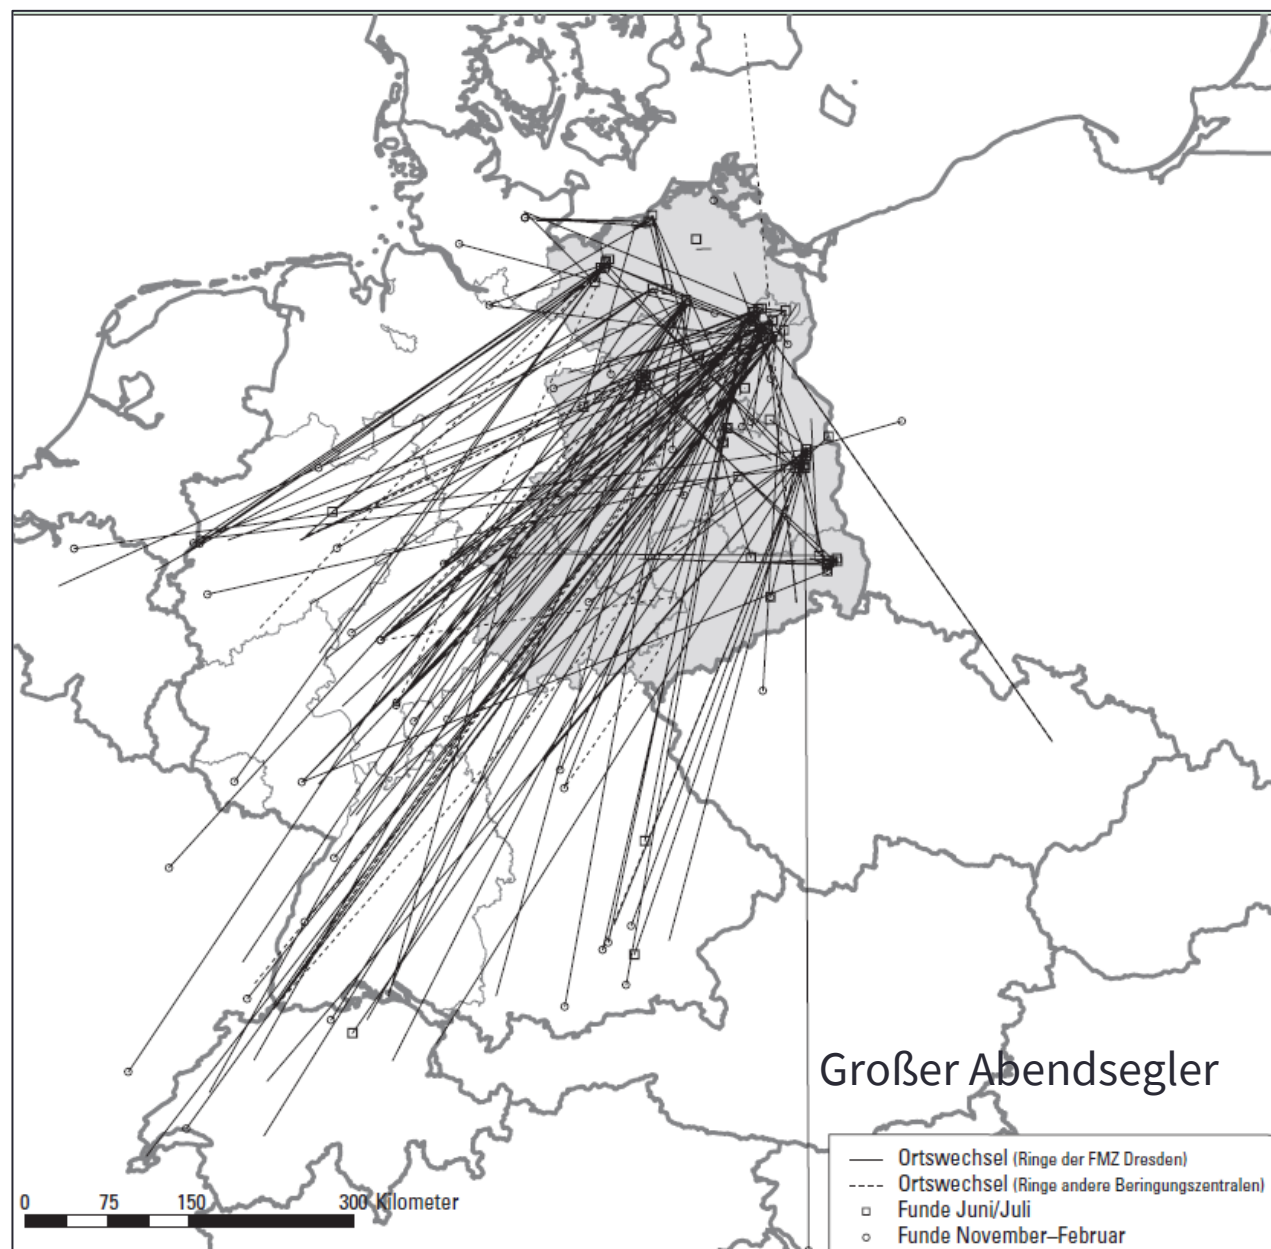 Großer Abendsegler
Ortswechsel (Ringe der FMZ Dresden)
Ortswechsel (Ringe andere Beringungszentralen)
Funde Juni/Juli
Funde November–Februar
0 75 150 300 Kilometer